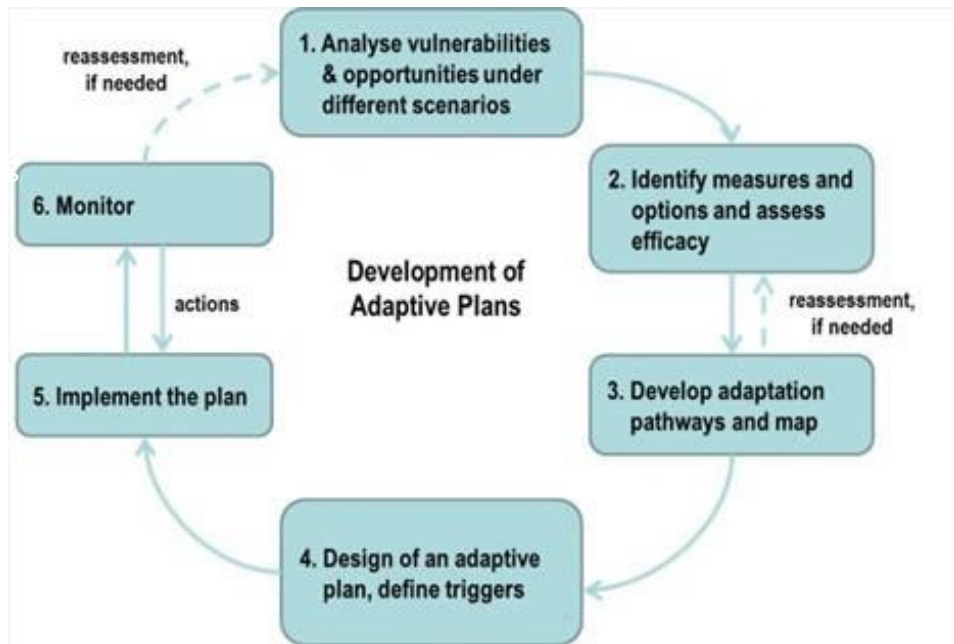 1. Analyse vulnerabilities
& opportunities under
different scenarios
reassessment,
if needed
2. Identify measures and
options and assess
efficacy
6. Monitor
Development of
Adaptive Plans
actions
reassessment,
if needed
3. Develop adaptation
pathways and map
5. Implement the plan
4. Design of an adaptive
plan, define triggers